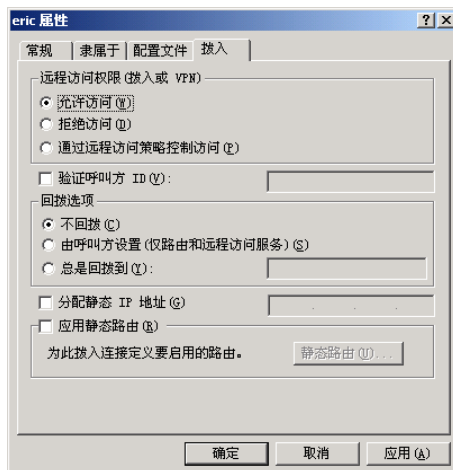 eric 属性
常规 隶属于 配置文件 拨入
远程访问权限(拨入或 VPN)
允许访问(W)
拒绝访问(D)
通过远程访问策略控制访问(P)
验证呼叫方 ID(V):
回拨选项
不回拨(C)
由呼叫方设置(仅路由和远程访问服务)(S)
总是回拨到(Y):
分配静态 IP 地址(G)
应用静态路由(R)
为此拨入连接定义要启用的路由。 静态路由(U)...
确定 取消 应用(A)